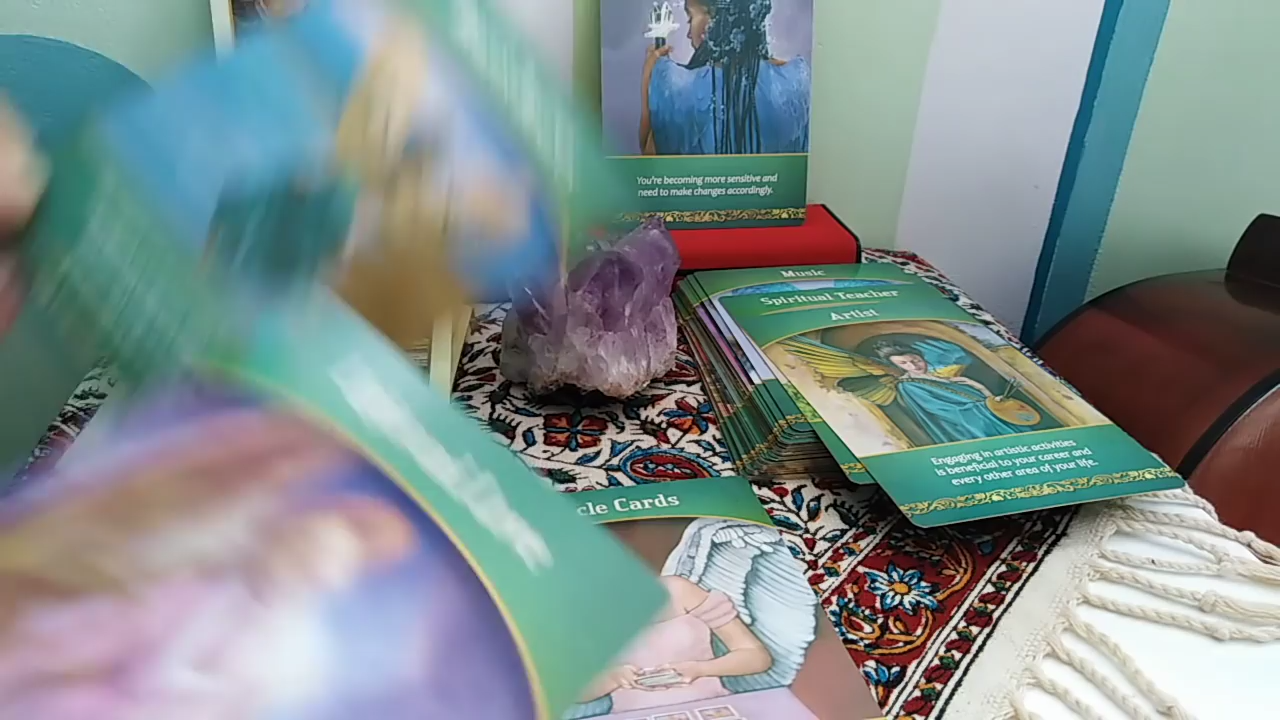 You're becoming more sensitive and
need to make changes accordingly.
Music
Spiritual Teacher
Artist
Engaging in artistic activities
is beneficial to your career and
every other area of your life.
Cards